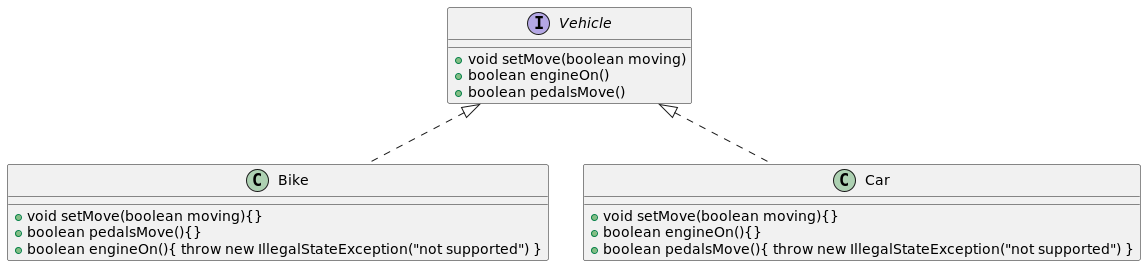 I Vehicle
void setMove(boolean moving)
boolean engineOn()
boolean pedalsMove()
C Bike
void setMove(boolean moving){}
boolean pedalsMove(){}
boolean engineOn(){ throw new IllegalStateException("not supported") }
C Car
void setMove(boolean moving){}
boolean engineOn(){}
boolean pedalsMove(){ throw new IllegalStateException("not supported") }